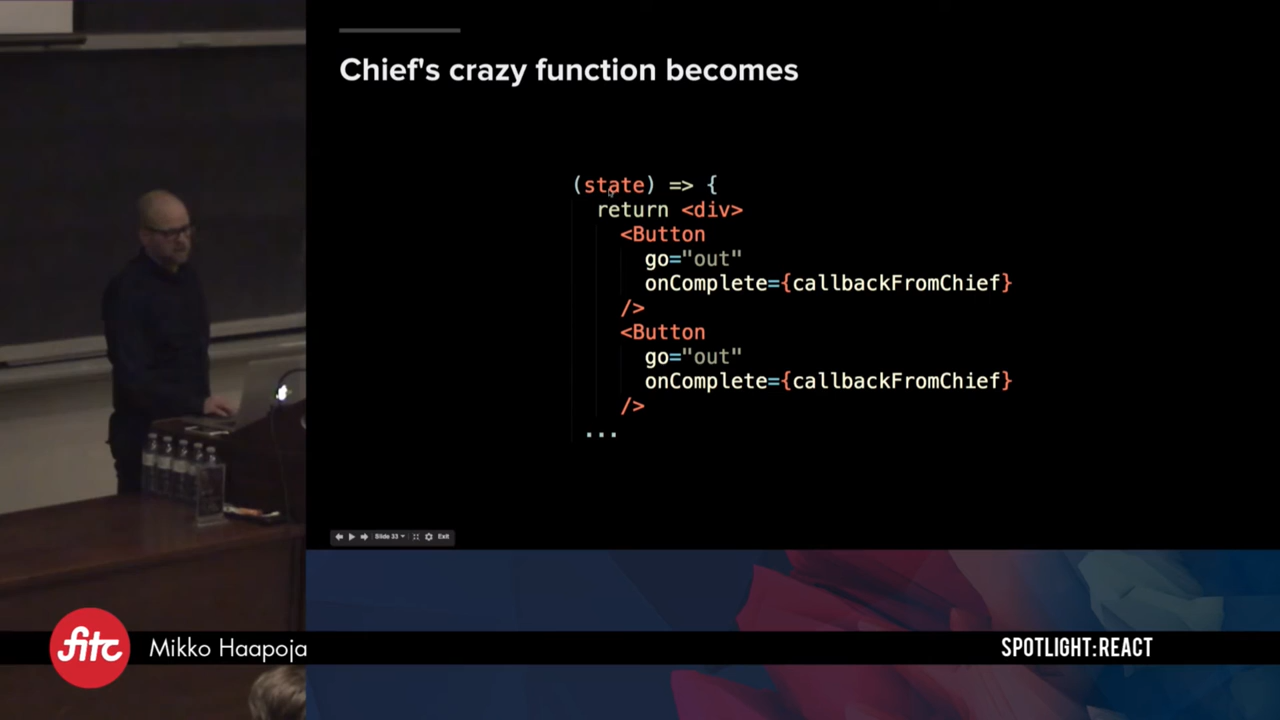 Chief's crazy function becomes
(state) => {
return <div>
<Button
go="out"
onComplete={callbackFromChief}
/>
<Button
go="out"
onComplete={callbackFromChief}
/>
...
Slide 33
Exit
fitc
Mikko Haapoja
SPOTLIGHT:REACT